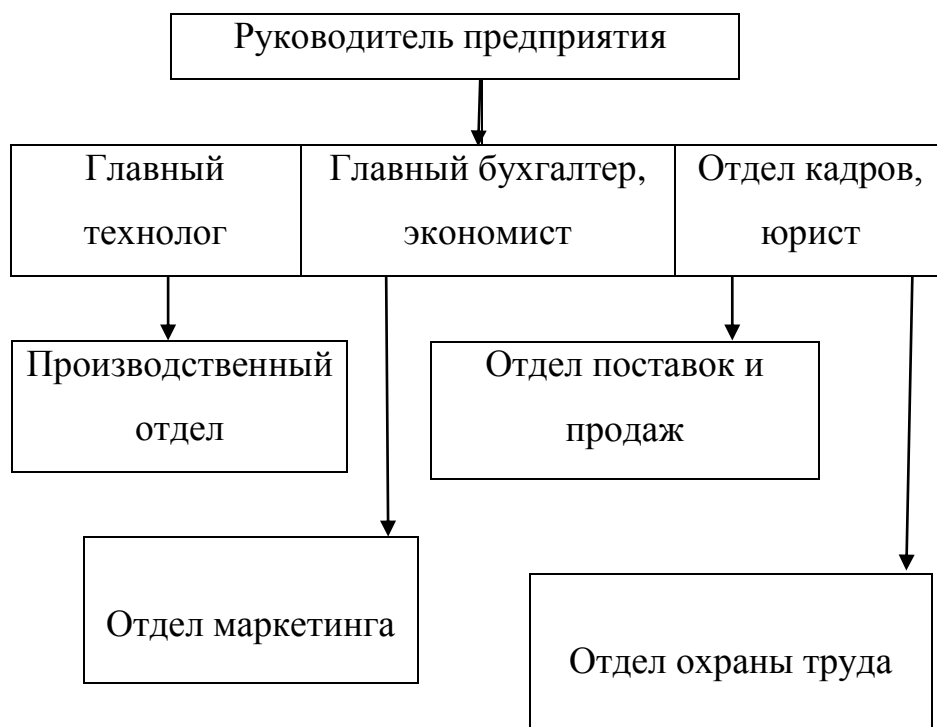 Руководитель предприятия
Главный
технолог
Главный бухгалтер,
экономист
Отдел кадров,
юрист
Производственный
отдел
Отдел поставок и
продаж
Отдел маркетинга
Отдел охраны труда